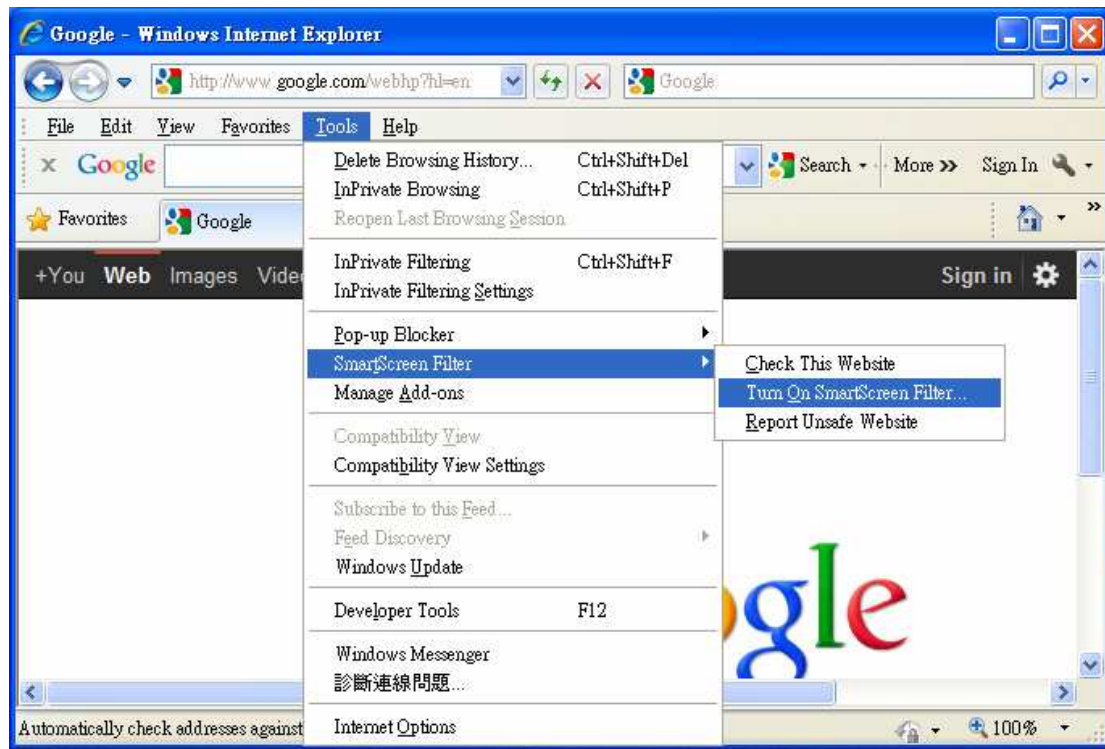 Google - Windows Internet Explorer
http://www.google.com/webhp?hl=en Google
File Edit View Favorites Tools Help
x Google Search More >> Sign In
Favorites Google
+You Web Images Sign in
Delete Browsing History... Ctrl+Shift+Del
InPrivate Browsing Ctrl+Shift+P
Reopen Last Browsing Session
InPrivate Filtering Ctrl+Shift+F
InPrivate Filtering Settings
Pop-up Blocker
SmartScreen Filter
Manage Add-ons
Compatibility View
Compatibility View Settings
Subscribe to this Feed...
Feed Discovery
Windows Update
Developer Tools F12
Windows Messenger
診斷連線問題...
Internet Options
Check This Website
Turn On SmartScreen Filter...
Report Unsafe Website
ogle
Automatically check addresses against 100%